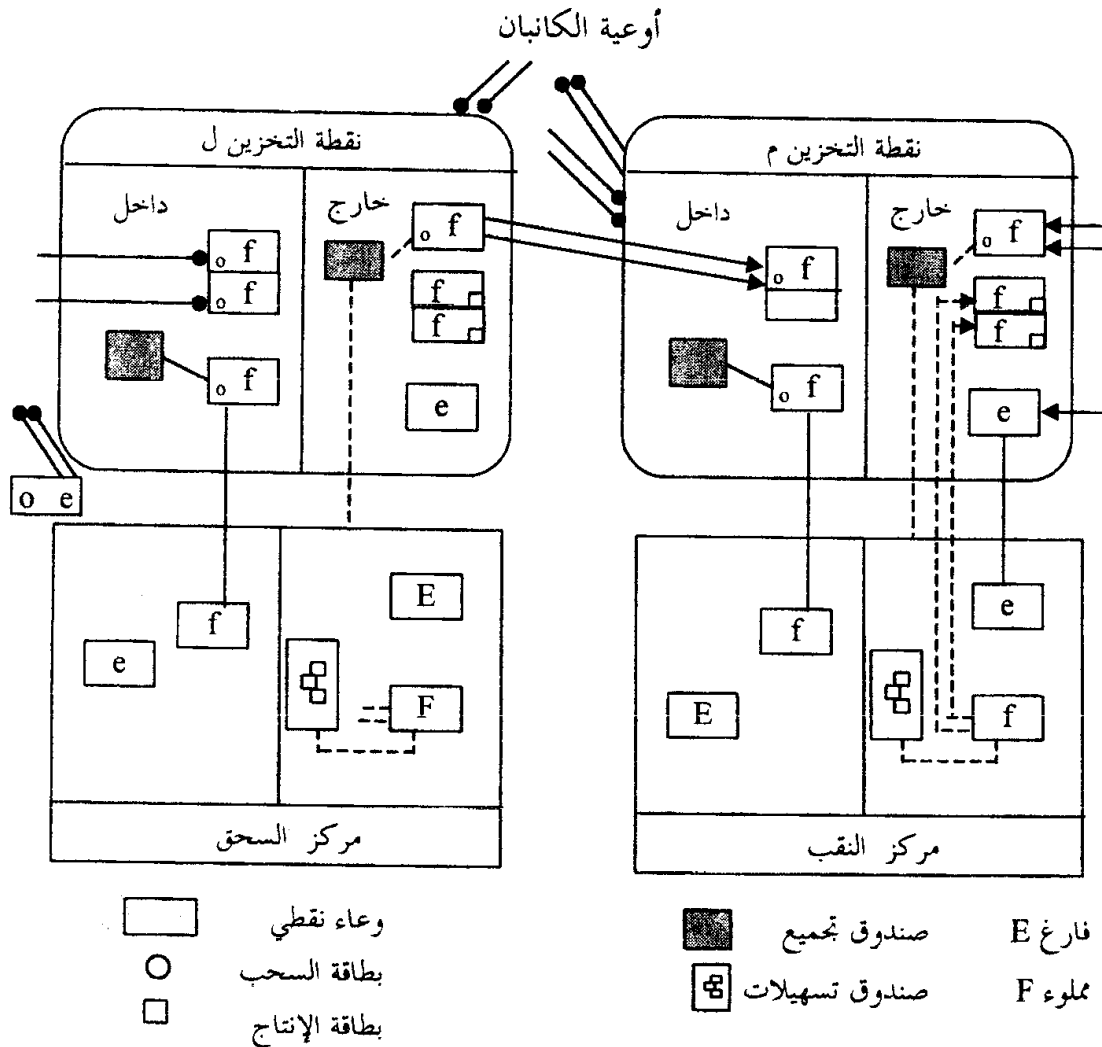 أوعية الكانبان
نقطة التخزين م
نقطة التخزين ل
خارج
داخل
خارج
داخل
o f
o f
o f
o f
f
f
f
f
o f
o f
o f
o f
e
e
o e
E
e
f
f
e
F
f
E
مركز النقب
مركز السحق
فارغ E
صندوق تجميع
وعاء نقطي
مملوء F
صندوق تسهيلات
بطاقة السحب
بطاقة الإنتاج